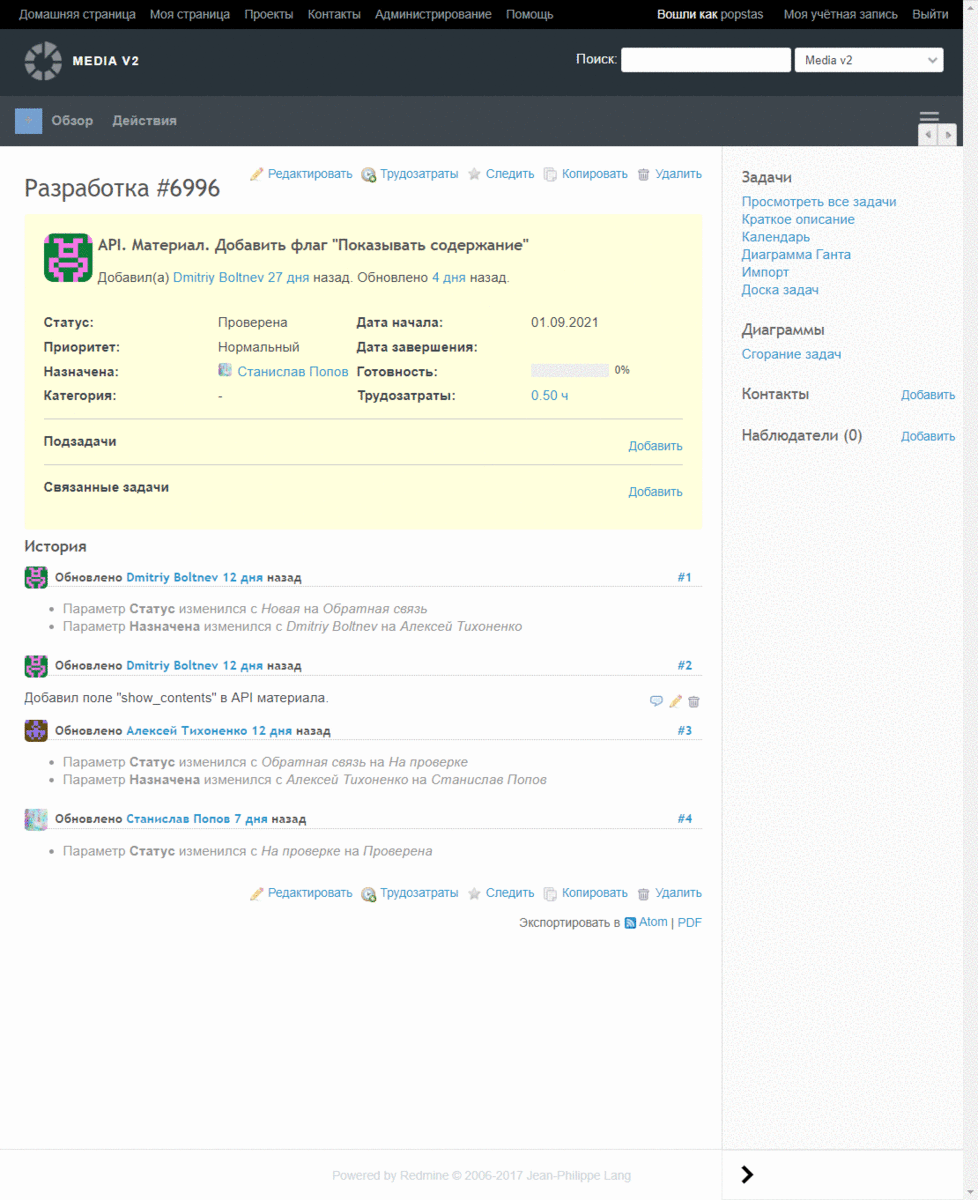 Домашняя страница Моя страница Проекты Контакты Администрирование Помощь Вошли как popstas Моя учётная запись Выйти
MEDIA V2 Поиск: Media v2
+ Обзор Действия
Разработка #6996
Редактировать Трудозатраты Следить Копировать Удалить
API. Материал. Добавить флаг "Показывать содержание"
Добавил(а) Dmitriy Boltnev 27 дня назад. Обновлено 4 дня назад.
Статус: Проверена Дата начала: 01.09.2021
Приоритет: Нормальный Дата завершения:
Назначена: Станислав Попов Готовность: 0%
Категория: - Трудозатраты: 0.50 ч
Подзадачи Добавить
Связанные задачи Добавить
История
Обновлено Dmitriy Boltnev 12 дня назад #1
• Параметр Статус изменился с Новая на Обратная связь
• Параметр Назначена изменился с Dmitriy Boltnev на Алексей Тихоненко
Обновлено Dmitriy Boltnev 12 дня назад #2
Добавил поле "show_contents" в API материала.
Обновлено Алексей Тихоненко 12 дня назад #3
• Параметр Статус изменился с Обратная связь на На проверке
• Параметр Назначена изменился с Алексей Тихоненко на Станислав Попов
Обновлено Станислав Попов 7 дня назад #4
• Параметр Статус изменился с На проверке на Проверена
Редактировать Трудозатраты Следить Копировать Удалить
Экспортировать в Atom | PDF
Задачи
Просмотреть все задачи
Краткое описание
Календарь
Диаграмма Ганта
Импорт
Доска задач
Диаграммы
Сгорание задач
Контакты Добавить
Наблюдатели (0) Добавить
Powered by Redmine © 2006-2017 Jean-Philippe Lang